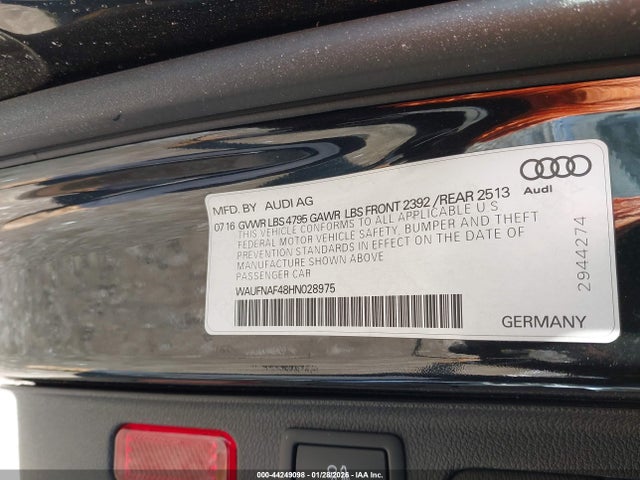 MFD. BY AUDI AG
Audi
07 16 GVWR LBS 4795 GAWR LBS FRONT 2392 /REAR 2513
THIS VEHICLE CONFORMS TO ALL APPLICABLE U S
FEDERAL MOTOR VEHICLE SAFETY, BUMPER AND THEFT
PREVENTION STANDARDS IN EFFECT ON THE DATE OF
MANUFACTURE SHOWN ABOVE
PASSENGER CAR
WAUFNAF48HN028975
GERMANY
2944274
000-44249098 - 01/28/2026 - IAA Inc.